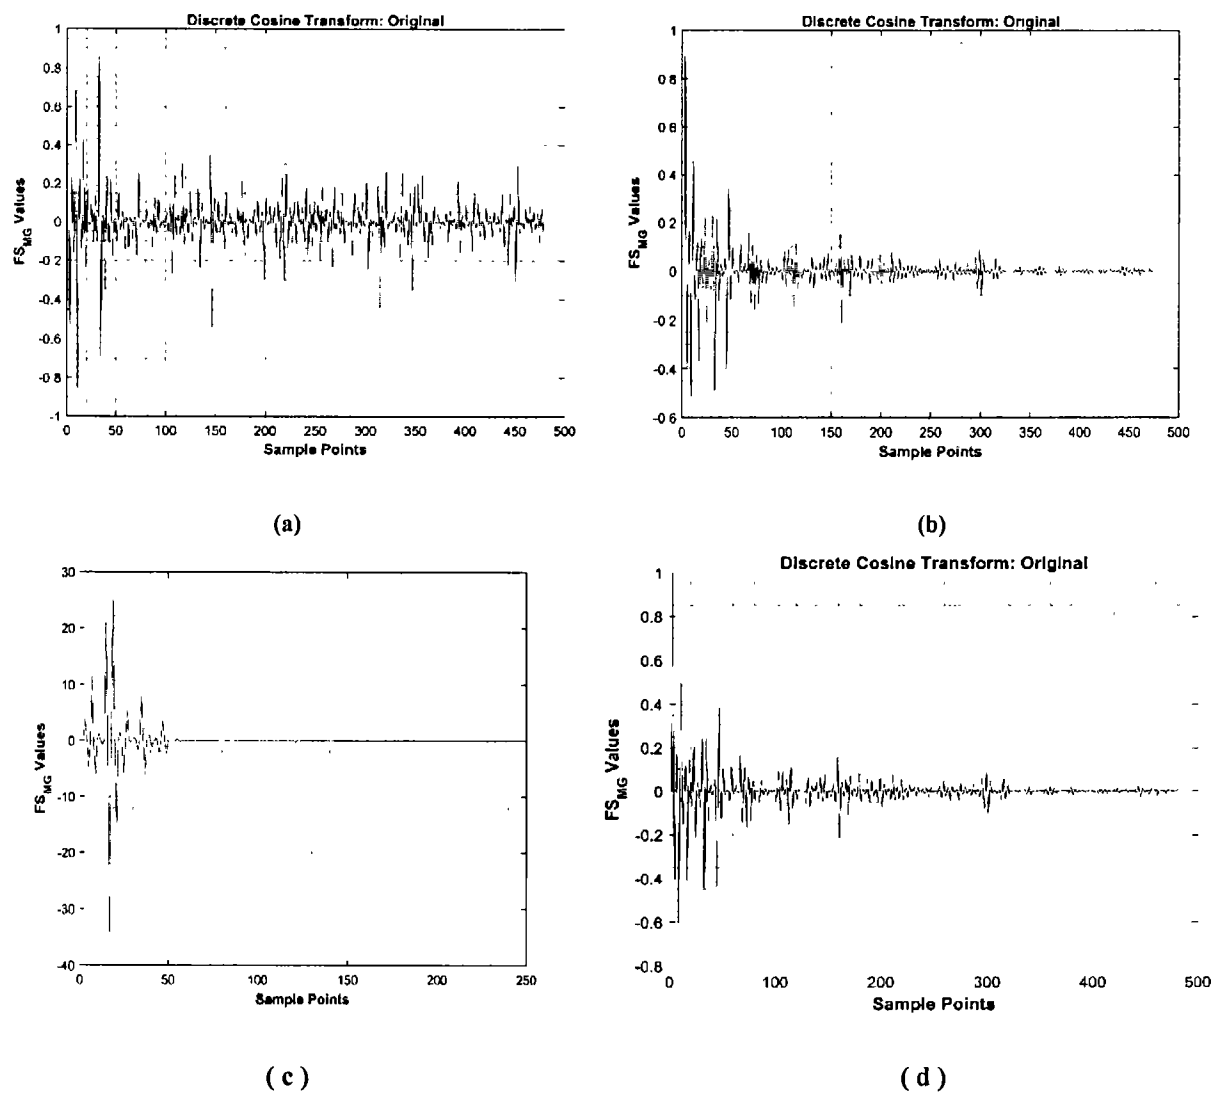 Discrete Cosine Transform: Original
1
0.8
0.6
0.4
0.2
0
-0.2
-0.4
-0.6
-0.8
-1
FS_MG Values
0 50 100 150 200 250 300 350 400 450 500
Sample Points
(a)
Discrete Cosine Transform: Original
1
0.8
0.6
0.4
0.2
0
-0.2
-0.4
-0.6
FS_MG Values
0 50 100 150 200 250 300 350 400 450 500
Sample Points
(b)
30
20
10
0
-10
-20
-30
-40
FS_MG Values
0 50 100 150 200 250
Sample Points
( c )
Discrete Cosine Transform: Original
1
0.8
0.6
0.4
0.2
0
-0.2
-0.4
-0.6
-0.8
FS_MG Values
0 100 200 300 400 500
Sample Points
( d )